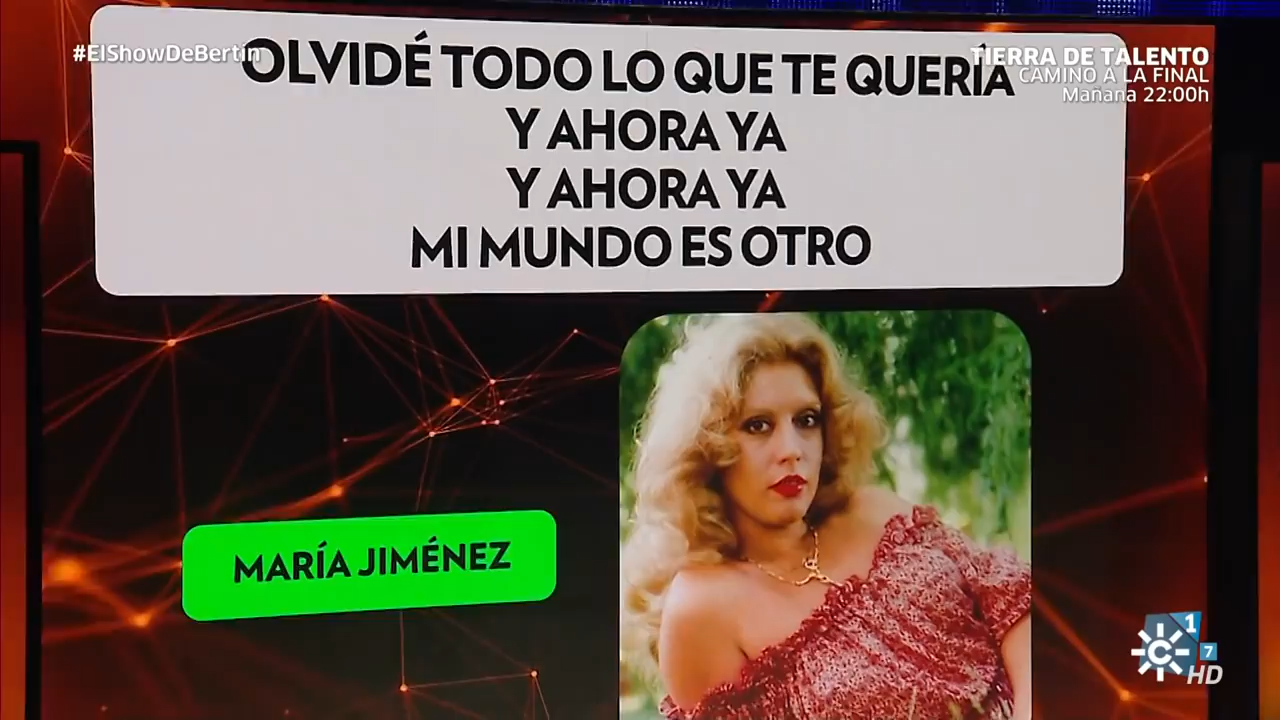 #ElShowDeBertin
OLVIDÉ TODO LO QUE TE QUERÍA
Y AHORA YA
Y AHORA YA
MI MUNDO ES OTRO
TIERRA DE TALENTO
CAMINO A LA FINAL
Mañana 22:00h
MARÍA JIMÉNEZ
1
7
HD